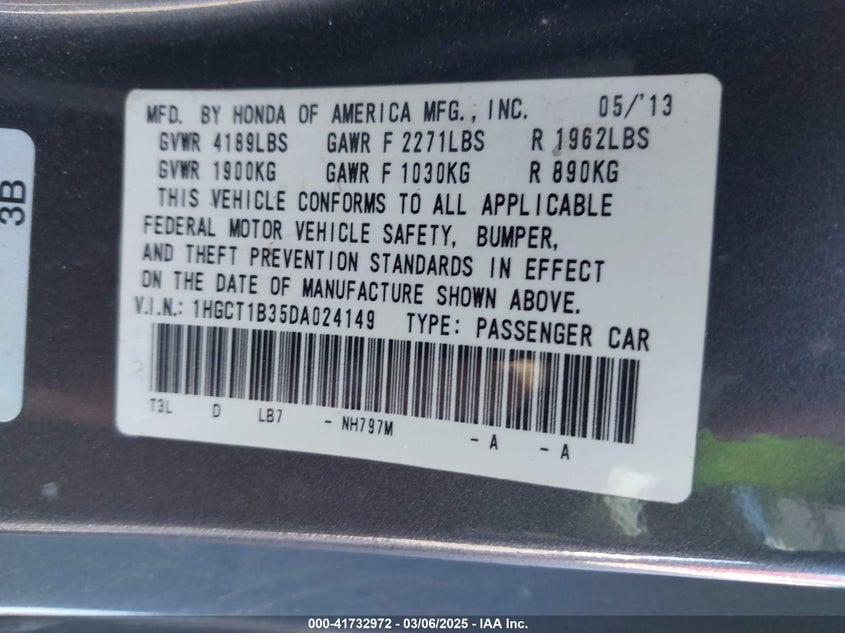 3B
MFD. BY HONDA OF AMERICA MFG., INC. 05/'13
GVWR 4189LBS GAWR F 2271LBS R 1962LBS
GVWR 1900KG GAWR F 1030KG R 890KG
THIS VEHICLE CONFORMS TO ALL APPLICABLE
FEDERAL MOTOR VEHICLE SAFETY, BUMPER,
AND THEFT PREVENTION STANDARDS IN EFFECT
ON THE DATE OF MANUFACTURE SHOWN ABOVE.
V.I.N.: 1HGCT1B35DA024149 TYPE: PASSENGER CAR
T3L D LB7 - NH797M - A - A
000-41732972 - 03/06/2025 - IAA Inc.